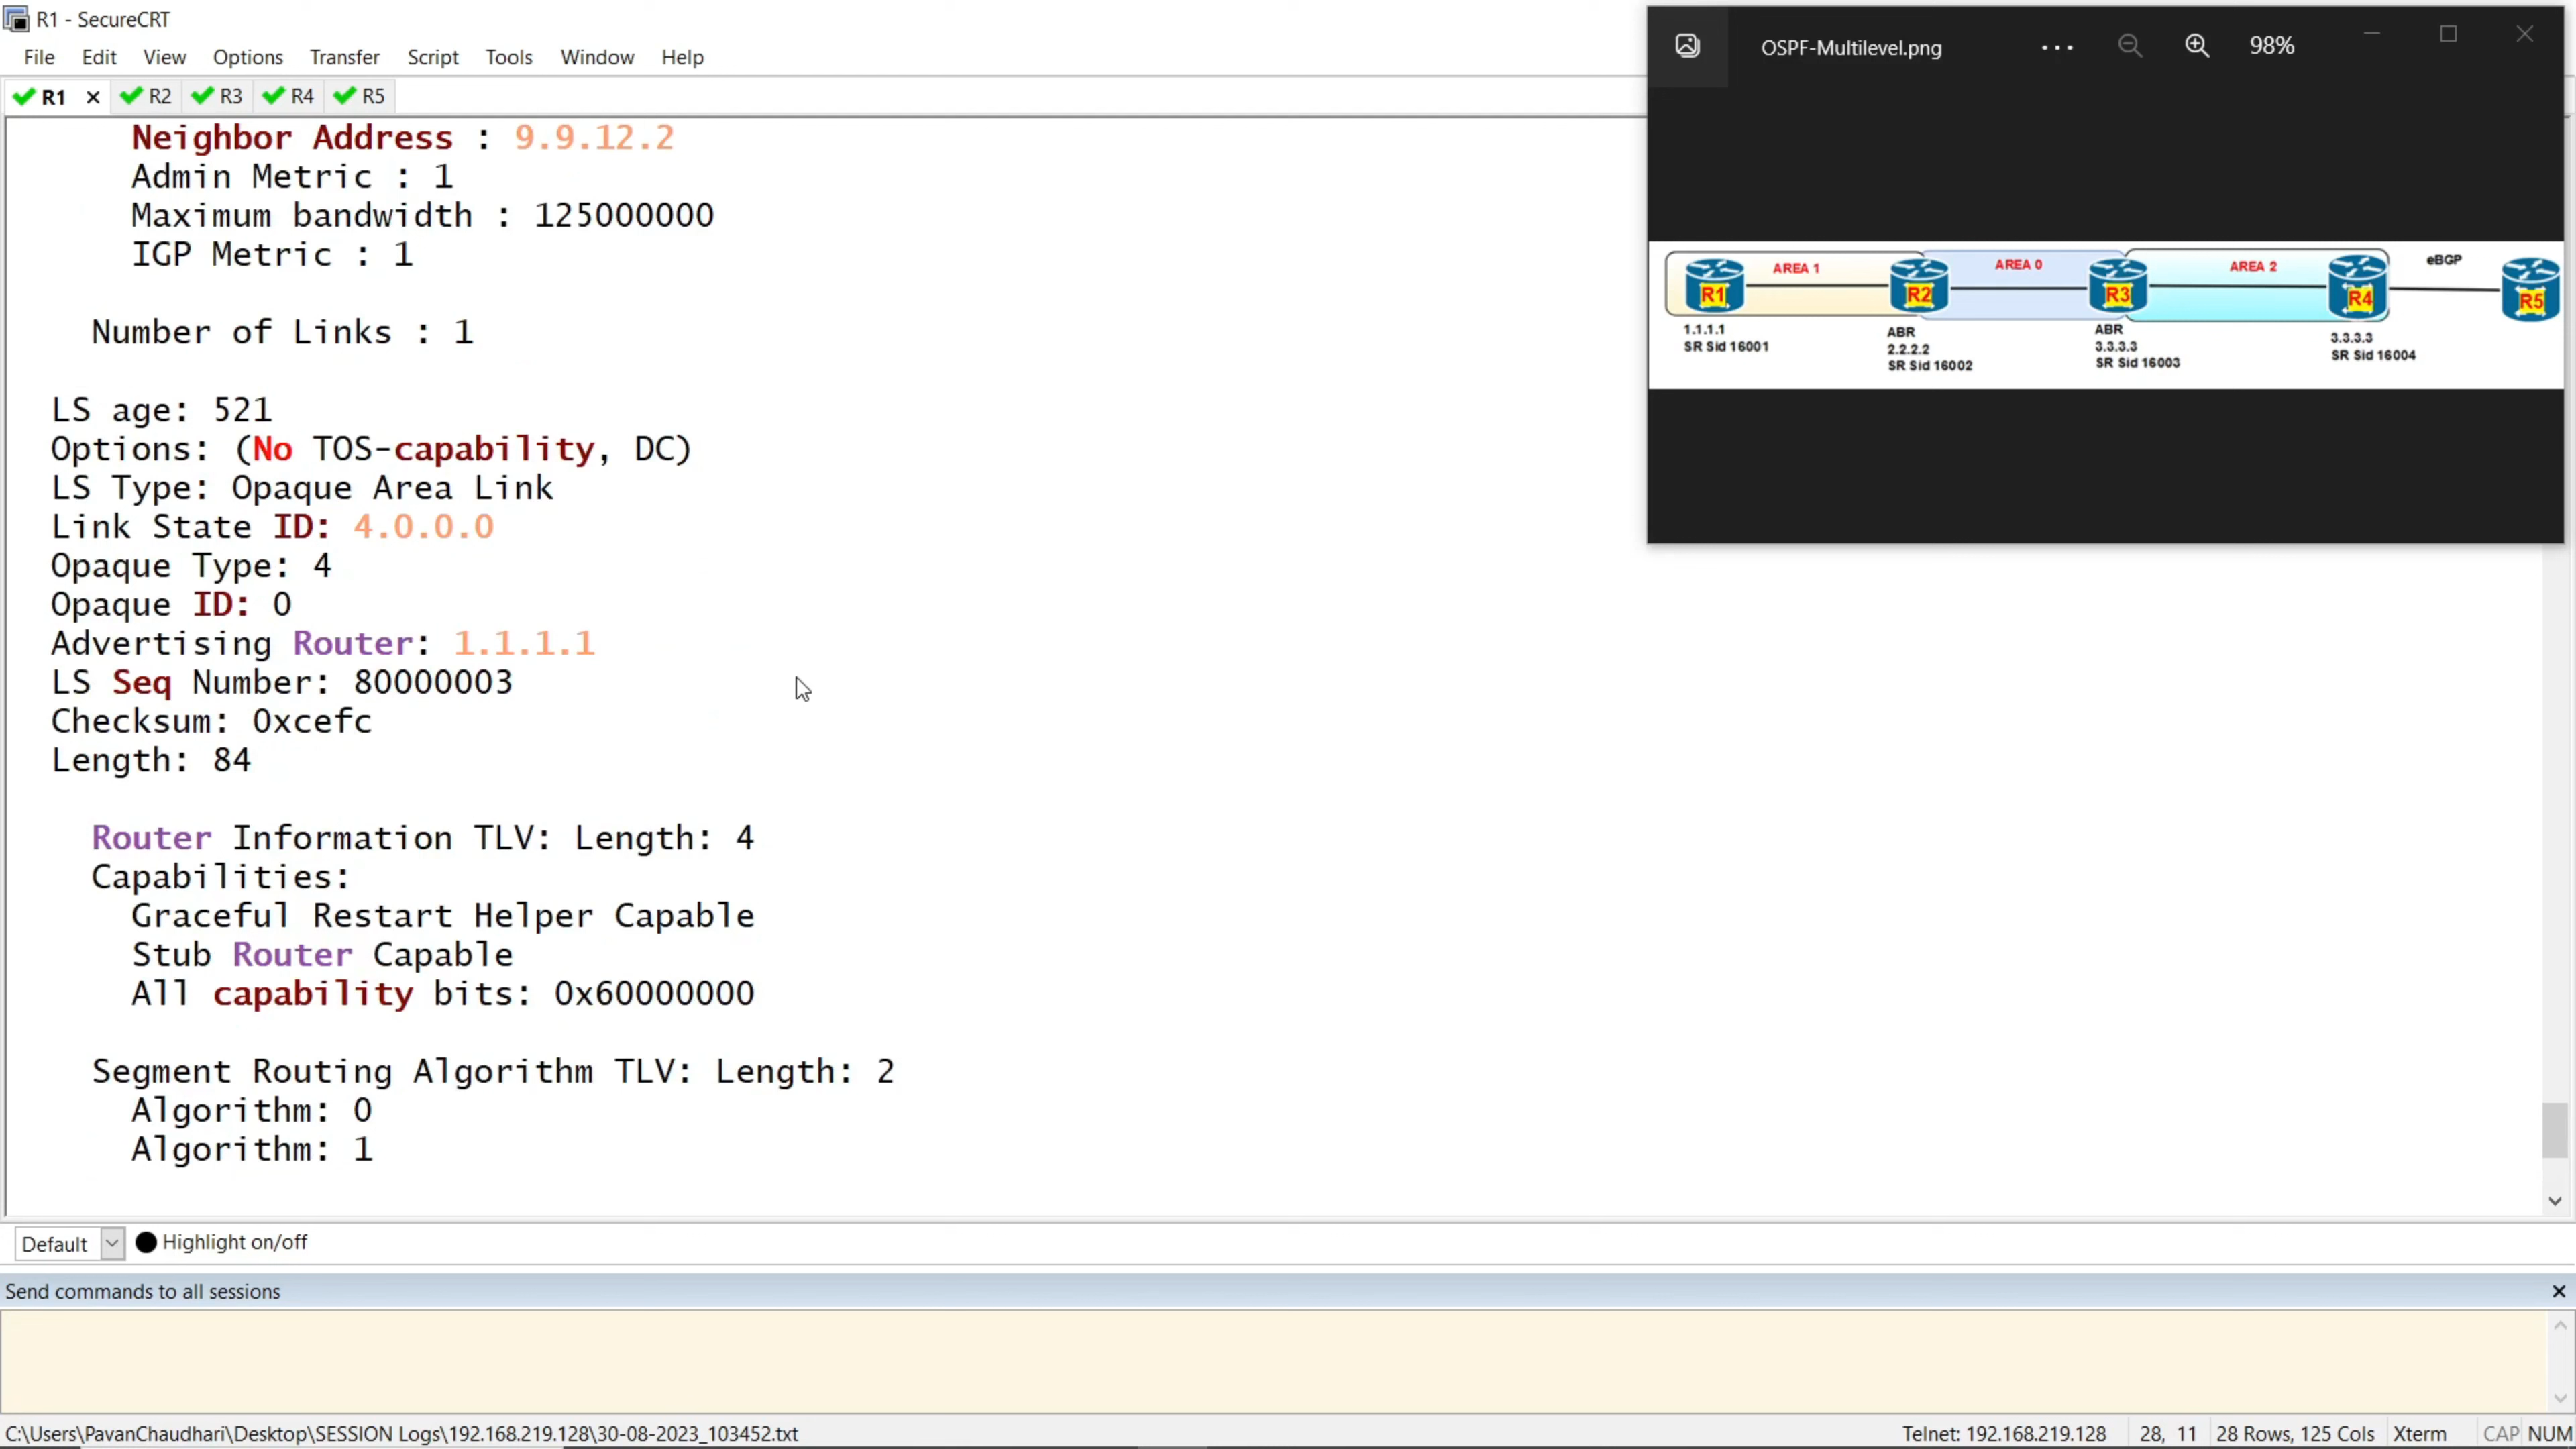 R1 - SecureCRT
File Edit View Options Transfer Script Tools Window Help
R1 R2 R3 R4 R5
Neighbor Address : 9.9.12.2
Admin Metric : 1
Maximum bandwidth : 125000000
IGP Metric : 1
Number of Links : 1
LS age: 521
Options: (No TOS-capability, DC)
LS Type: Opaque Area Link
Link State ID: 4.0.0.0
Opaque Type: 4
Opaque ID: 0
Advertising Router: 1.1.1.1
LS Seq Number: 80000003
Checksum: 0xcefc
Length: 84
Router Information TLV: Length: 4
Capabilities:
Graceful Restart Helper Capable
Stub Router Capable
All capability bits: 0x60000000
Segment Routing Algorithm TLV: Length: 2
Algorithm: 0
Algorithm: 1
OSPF-Multilevel.png
98%
AREA 1 AREA 0 AREA 2 eBGP
R1 R2 R3 R4 R5
1.1.1.1
SR Sid 16001
ABR
2.2.2.2
SR Sid 16002
ABR
3.3.3.3
SR Sid 16003
3.3.3.3
SR Sid 16004
Default Highlight on/off
Send commands to all sessions
C:\Users\PavanChaudhari\Desktop\SESSION Logs\192.168.219.128\30-08-2023_103452.txt Telnet: 192.168.219.128 28, 11 28 Rows, 125 Cols Xterm CAP NUM